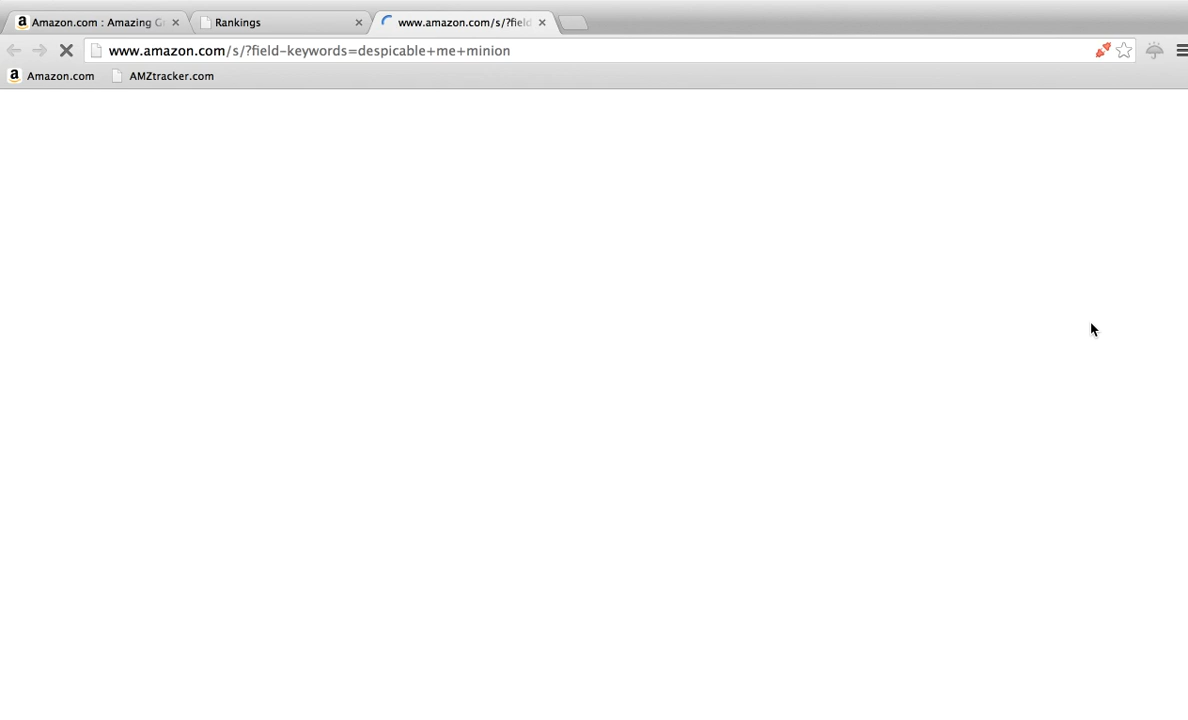 Amazon.com : Amazing G
Rankings
www.amazon.com/s/?field
www.amazon.com/s/?field-keywords=despicable+me+minion
a Amazon.com
AMZtracker.com